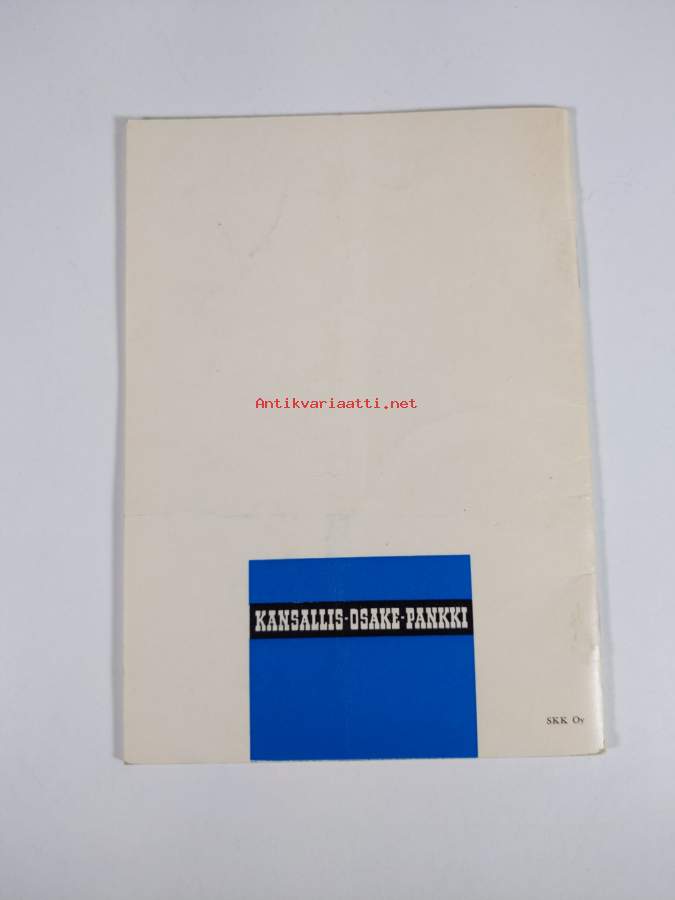 Antikvariaatti.net
KANSALLIS-OSAKE-PANKKI
SKK Oy